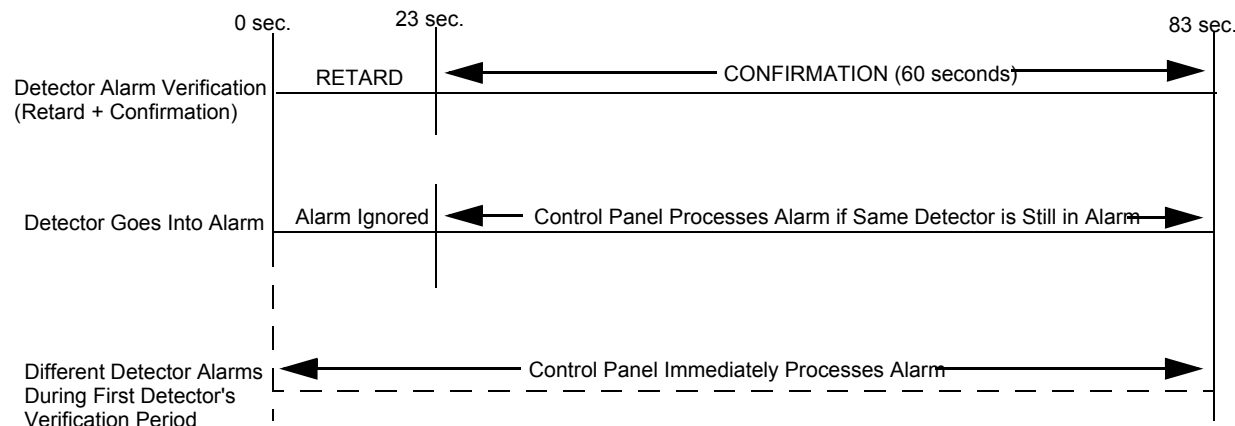 0 sec.
23 sec.
83 sec.
Detector Alarm Verification
(Retard + Confirmation)
RETARD
CONFIRMATION (60 seconds)
Detector Goes Into Alarm
Alarm Ignored
Control Panel Processes Alarm if Same Detector is Still in Alarm
Different Detector Alarms
During First Detector's
Verification Period
Control Panel Immediately Processes Alarm